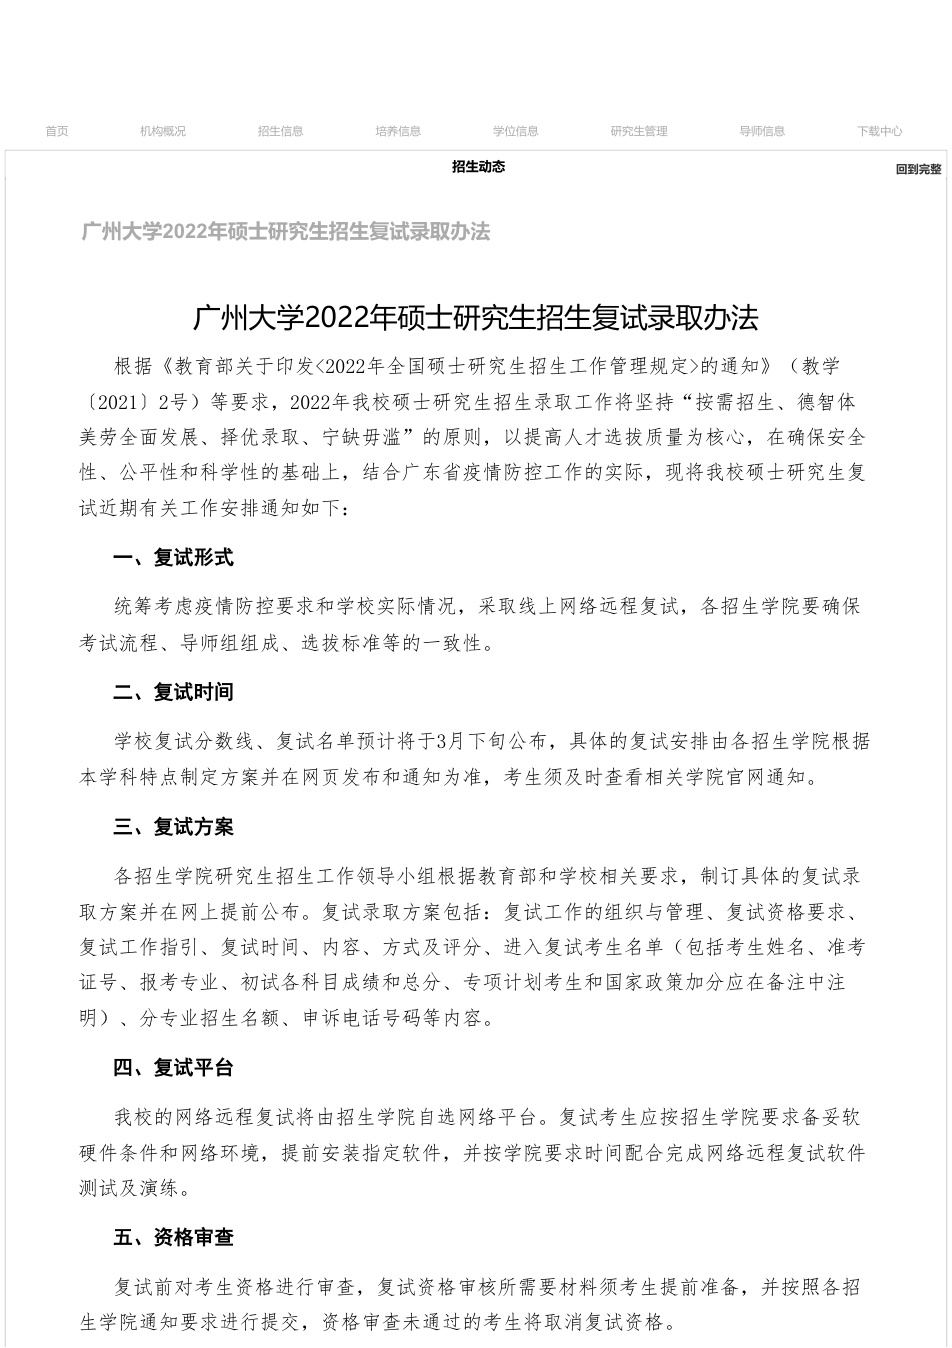 首页 机构概况 招生信息 培养信息 学位信息 研究生管理 导师信息 下载中心
招生动态
回到完整
广州大学2022年硕士研究生招生复试录取办法
广州大学2022年硕士研究生招生复试录取办法
根据《教育部关于印发<2022年全国硕士研究生招生工作管理规定>的通知》（教学
〔2021〕2号）等要求，2022年我校硕士研究生招生录取工作将坚持“按需招生、德智体
美劳全面发展、择优录取、宁缺毋滥”的原则，以提高人才选拔质量为核心，在确保安全
性、公平性和科学性的基础上，结合广东省疫情防控工作的实际，现将我校硕士研究生复
试近期有关工作安排通知如下：
一、复试形式
统筹考虑疫情防控要求和学校实际情况，采取线上网络远程复试，各招生学院要确保
考试流程、导师组组成、选拔标准等的一致性。
二、复试时间
学校复试分数线、复试名单预计将于3月下旬公布，具体的复试安排由各招生学院根据
本学科特点制定方案并在网页发布和通知为准，考生须及时查看相关学院官网通知。
三、复试方案
各招生学院研究生招生工作领导小组根据教育部和学校相关要求，制订具体的复试录
取方案并在网上提前公布。复试录取方案包括：复试工作的组织与管理、复试资格要求、
复试工作指引、复试时间、内容、方式及评分、进入复试考生名单（包括考生姓名、准考
证号、报考专业、初试各科目成绩和总分、专项计划考生和国家政策加分应在备注中注
明）、分专业招生名额、申诉电话号码等内容。
四、复试平台
我校的网络远程复试将由招生学院自选网络平台。复试考生应按招生学院要求备妥软
硬件条件和网络环境，提前安装指定软件，并按学院要求时间配合完成网络远程复试软件
测试及演练。
五、资格审查
复试前对考生资格进行审查，复试资格审核所需要材料须考生提前准备，并按照各招
生学院通知要求进行提交，资格审查未通过的考生将取消复试资格。